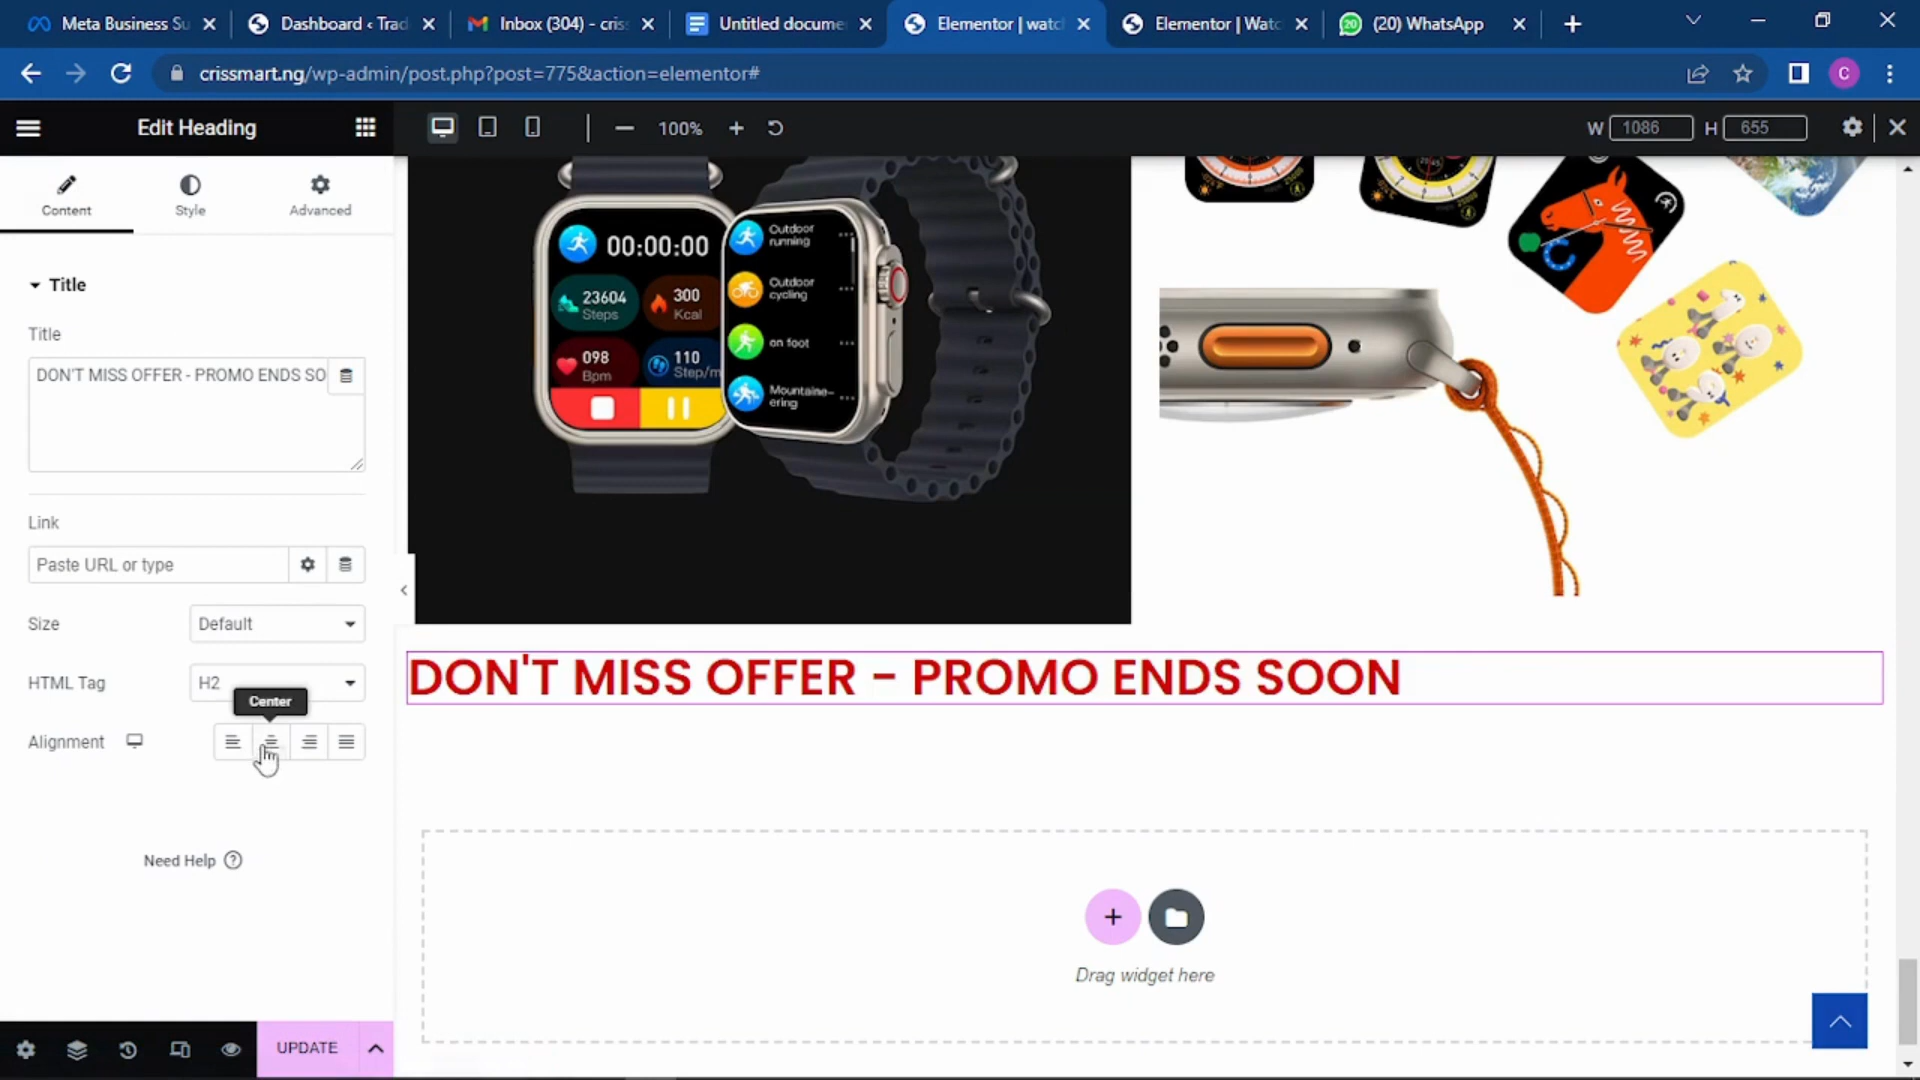 Meta Business Su
Dashboard ‹ Trad
Inbox (304) - cris
Untitled docume
Elementor | watc
Elementor | Watc
20
(20) WhatsApp
crissmart.ng/wp-admin/post.php?post=775&action=elementor#
C
Edit Heading
100%
W 1086 H 655
Content
Style
Advanced
Title
Title
DON'T MISS OFFER - PROMO ENDS SO
Link
Paste URL or type
Size
Default
HTML Tag
H2
Center
Alignment
Need Help
UPDATE
00:00:00
23604
Steps
300
Kcal
098
Bpm
110
Step/m
Outdoor
running
Outdoor
cycling
on foot
Mountaine-
ering
DON'T MISS OFFER – PROMO ENDS SOON
Drag widget here